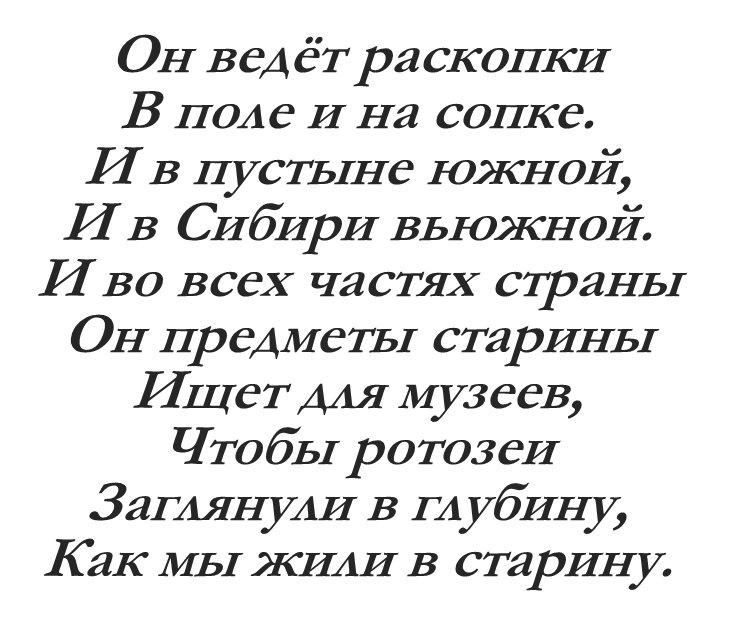 Он ведёт раскопки
В поле и на сопке.
И в пустыне южной,
И в Сибири вьюжной.
И во всех частях страны
Он предметы старины
Ищет для музеев,
Чтобы ротозеи
Заглянули в глубину,
Как мы жили в старину.